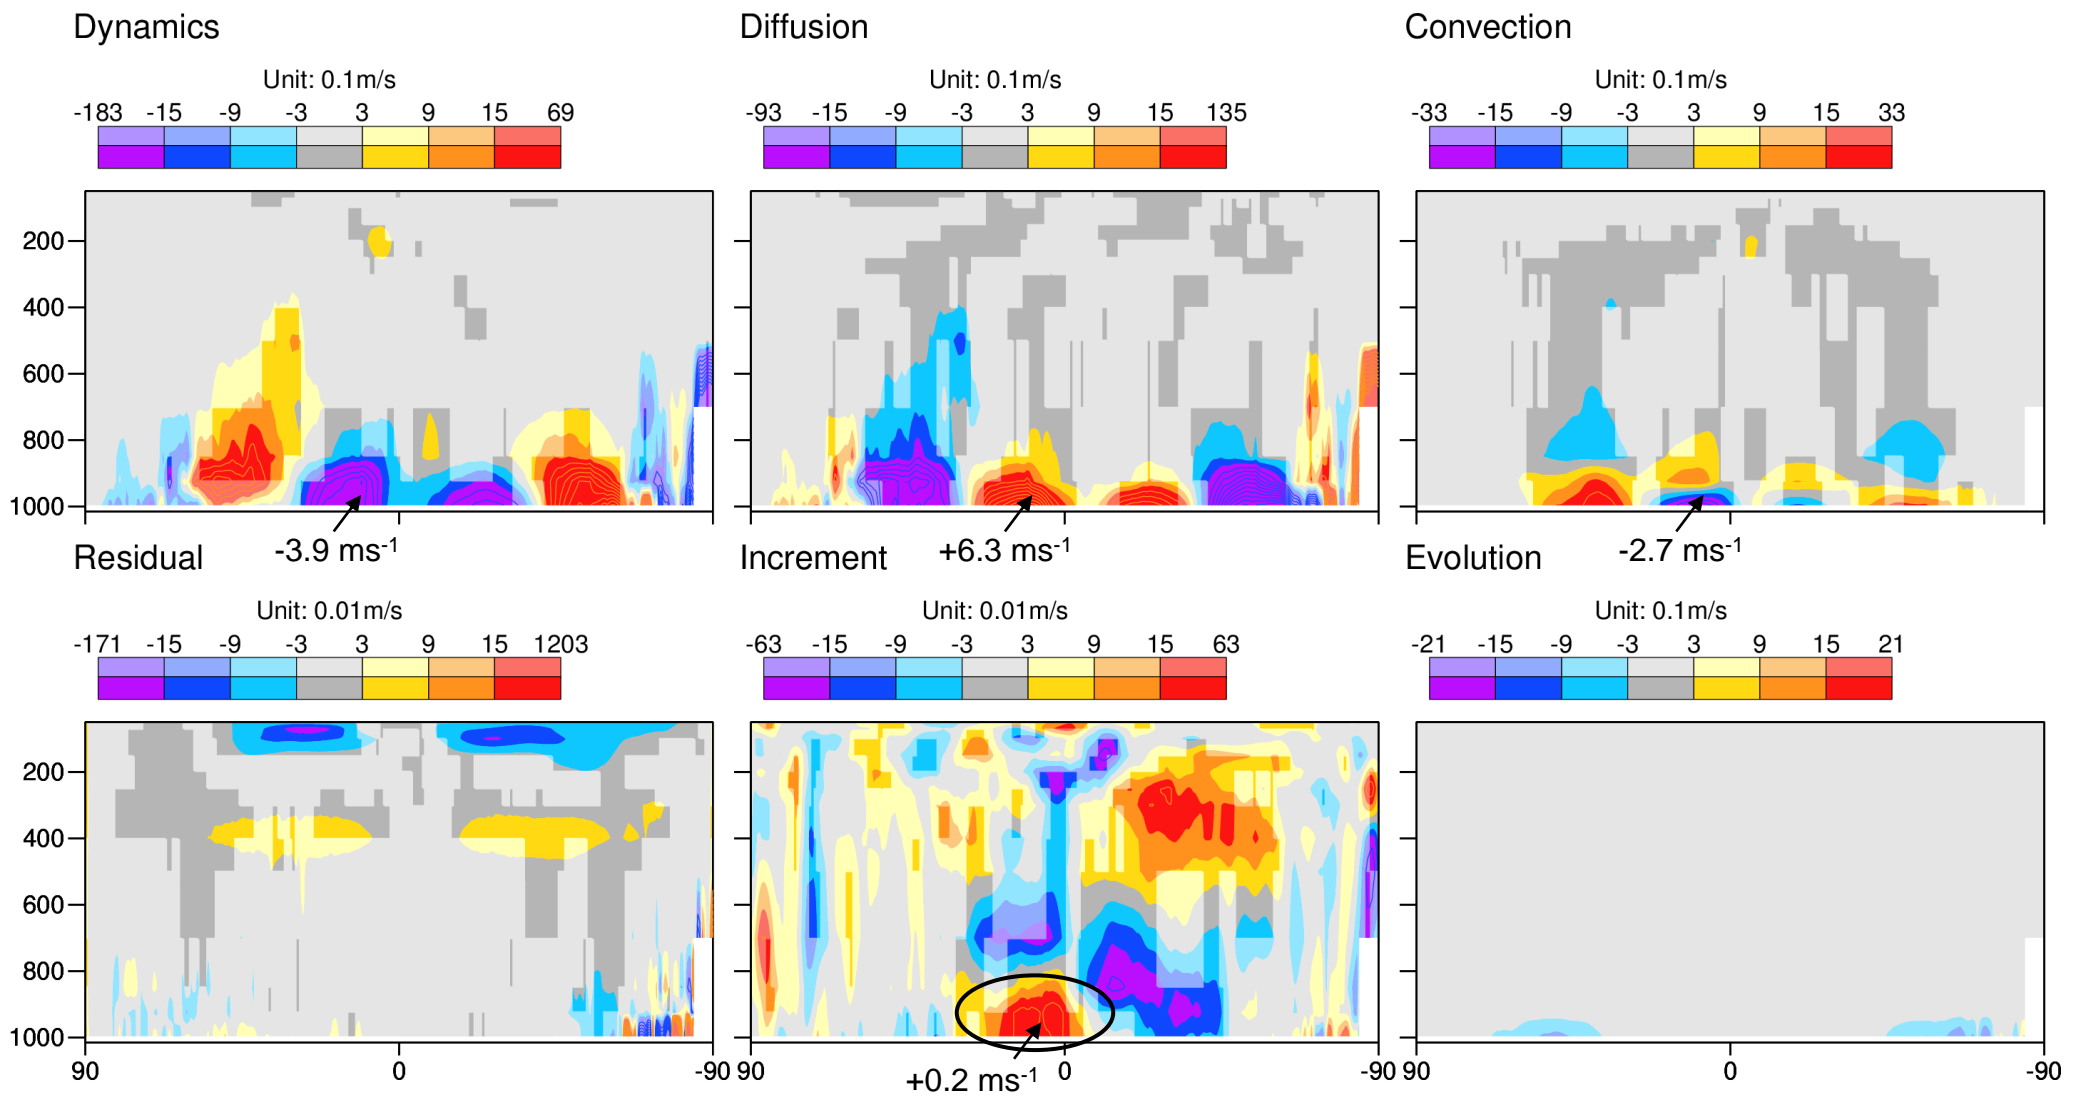 Dynamics Diffusion Convection
Unit: 0.1m/s Unit: 0.1m/s Unit: 0.1m/s
-183 -15 -9 -3 3 9 15 69 -93 -15 -9 -3 3 9 15 135 -33 -15 -9 -3 3 9 15 33
200
400
600
800
1000
-3.9 ms-1 +6.3 ms-1 -2.7 ms-1
Residual Increment Evolution
Unit: 0.01m/s Unit: 0.01m/s Unit: 0.1m/s
-171 -15 -9 -3 3 9 15 1203 -63 -15 -9 -3 3 9 15 63 -21 -15 -9 -3 3 9 15 21
200
400
600
800
1000
90 0 -90 90 0 -90 90 0 -90
+0.2 ms-1